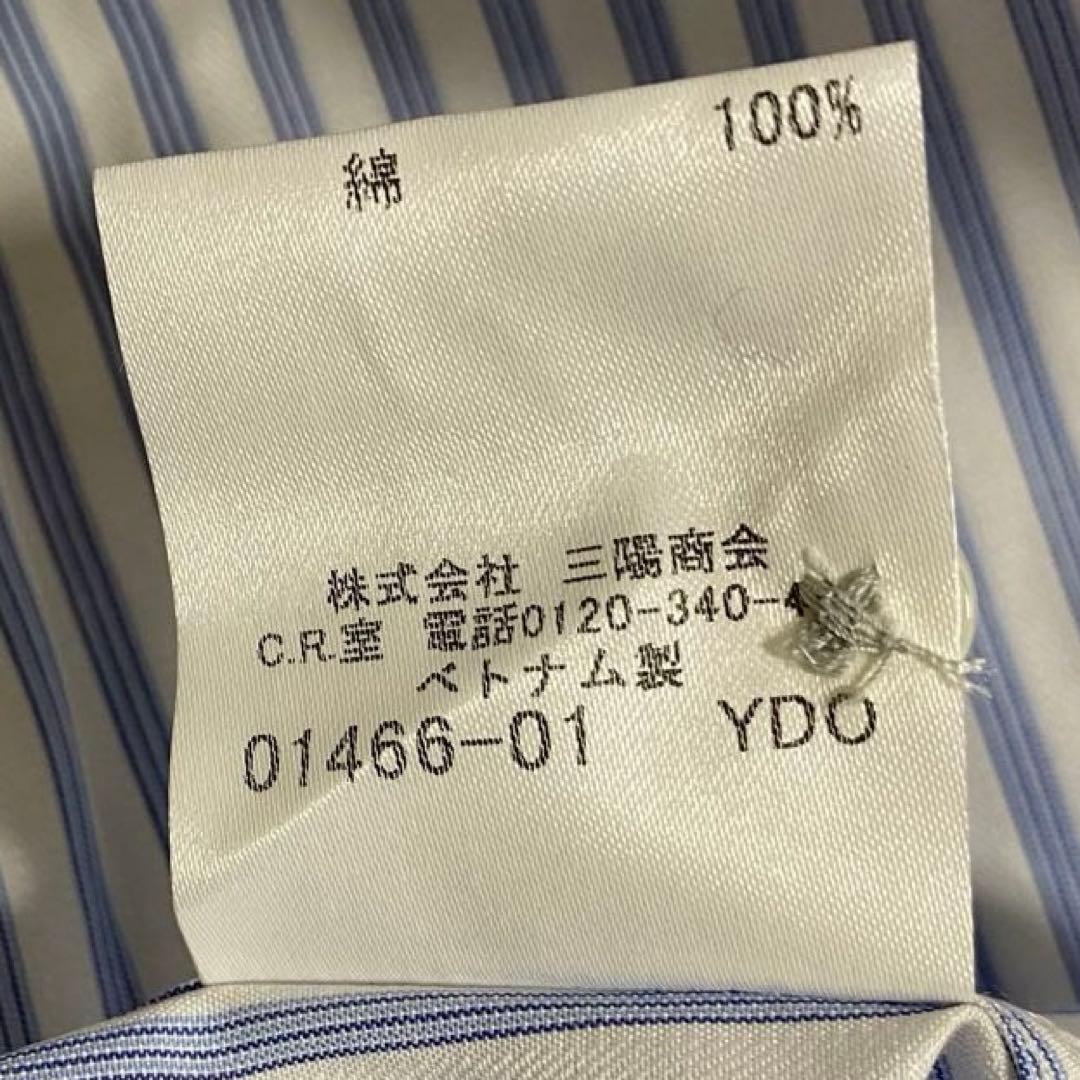 綿 100%
株式会社 三陽商会
C.R.室 電話0120-340-4
ベトナム製
01466-01 YDO